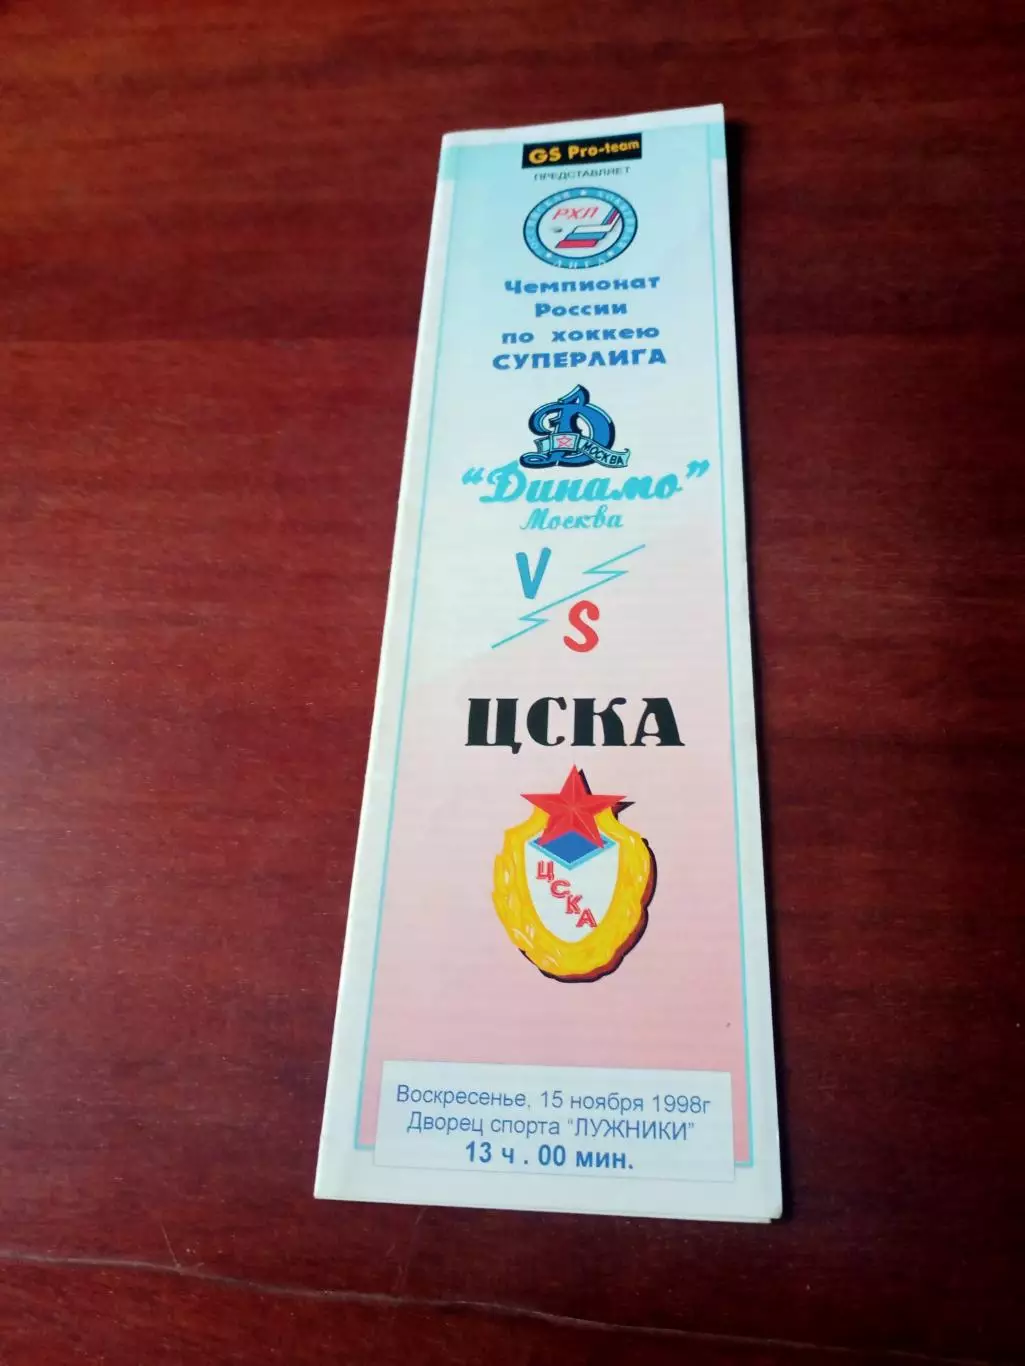 GS Pro-team
ПРЕДСТАВЛЯЕТ
РХЛ
Чемпионат
России
по хоккею
СУПЕРЛИГА
Д
МОСКВА
"Динамо"
Москва
V
S
ЦСКА
ЦСКА
Воскресенье, 15 ноября 1998г
Дворец спорта "ЛУЖНИКИ"
13 ч . 00 мин.